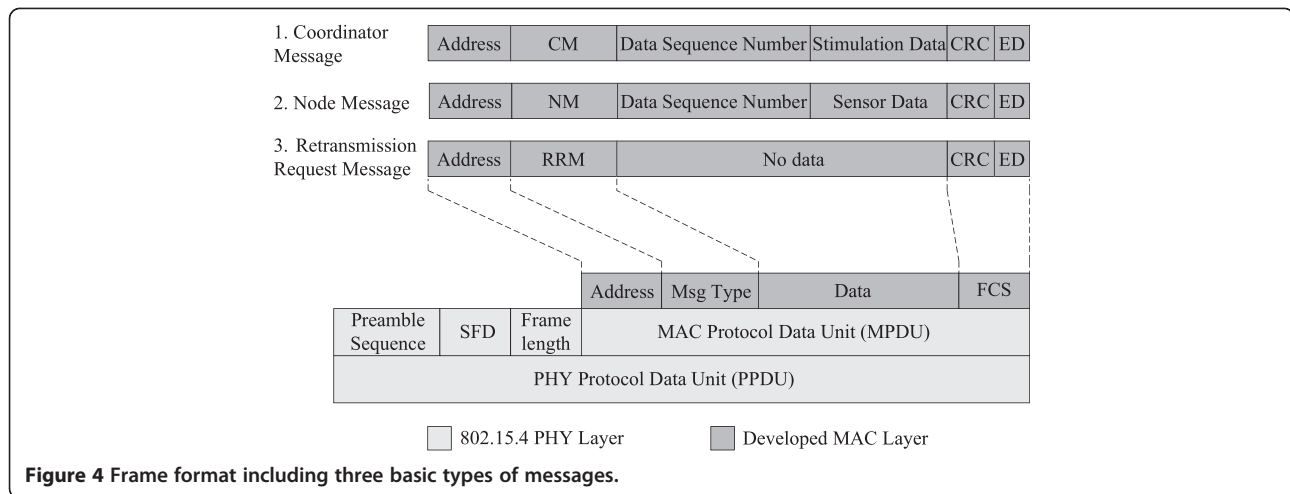 1. Coordinator
Message
Address CM Data Sequence Number Stimulation Data CRC ED
2. Node Message
Address NM Data Sequence Number Sensor Data CRC ED
3. Retransmission
Request Message
Address RRM No data CRC ED
Address Msg Type Data FCS
Preamble
Sequence
SFD
Frame
length
MAC Protocol Data Unit (MPDU)
PHY Protocol Data Unit (PPDU)
802.15.4 PHY Layer
Developed MAC Layer
Figure 4 Frame format including three basic types of messages.